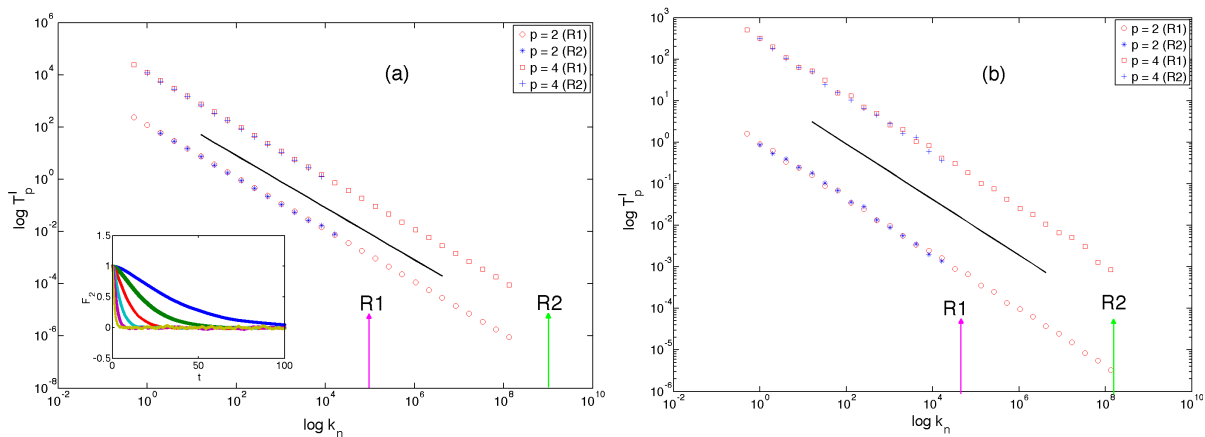 10^6
10^4
10^2
10^0
10^-2
10^-4
10^-6
10^-8
log T_p^I
(a)
p = 2 (R1)
p = 2 (R2)
p = 4 (R1)
p = 4 (R2)
1.5
1
0.5
0
-0.5
F_2
0 50 100
t
R1
R2
10^-2 10^0 10^2 10^4 10^6 10^8 10^10
log k_n
10^3
10^2
10^1
10^0
10^-1
10^-2
10^-3
10^-4
10^-5
10^-6
log T_p^I
(b)
p = 2 (R1)
p = 2 (R2)
p = 4 (R1)
p = 4 (R2)
R1
R2
10^-2 10^0 10^2 10^4 10^6 10^8 10^10
log k_n